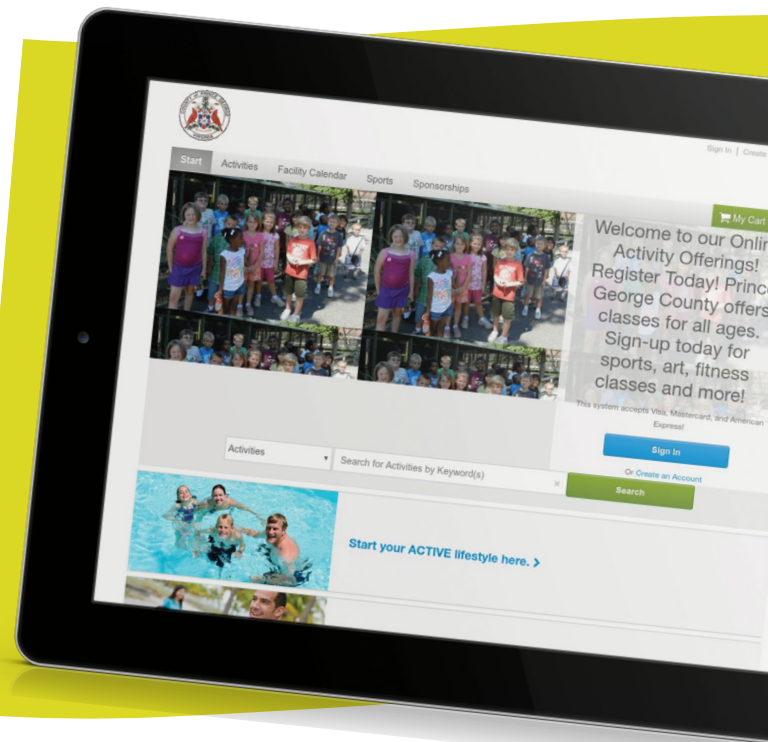 Sign In | Create
Start Activities Facility Calendar Sports Sponsorships
My Cart
Welcome to our Onlin
Activity Offerings!
Register Today! Prince
George County offers
classes for all ages.
Sign-up today for
sports, art, fitness
classes and more!
This system accepts Visa, Mastercard, and American
Express!
Sign In
Or Create an Account
Activities Search for Activities by Keyword(s) ×
Search
Start your ACTIVE lifestyle here. >